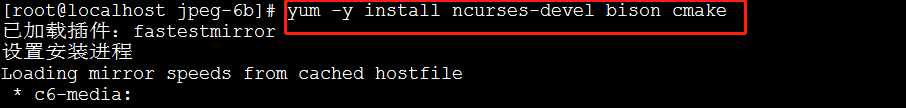 [root@localhost jpeg-6b]# yum -y install ncurses-devel bison cmake
已加载插件：fastestmirror
设置安装进程
Loading mirror speeds from cached hostfile
 * c6-media: